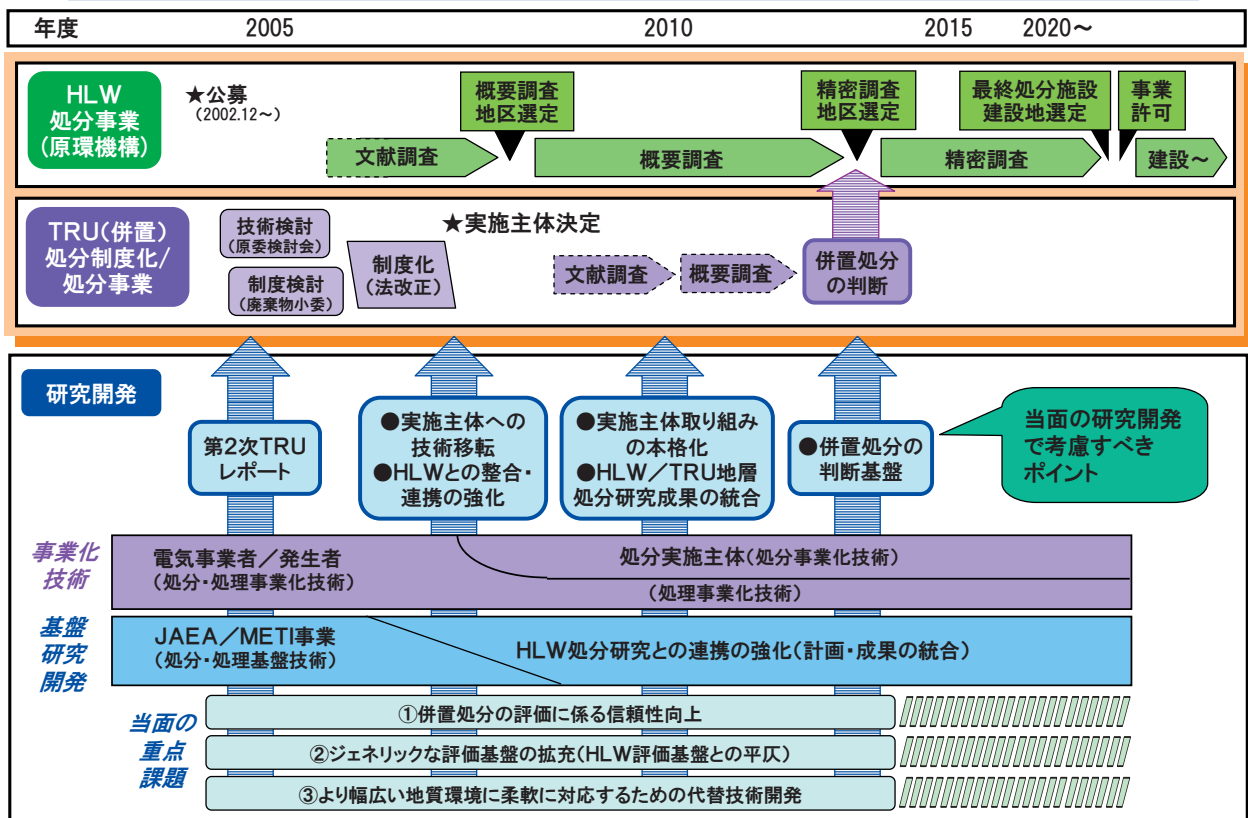 年度
2005
2010
2015
2020～
HLW
処分事業
(原環機構)
★公募
(2002.12～)
概要調査
地区選定
精密調査
地区選定
最終処分施設
建設地選定
事業
許可
文献調査
概要調査
精密調査
建設～
TRU(併置)
処分制度化/
処分事業
技術検討
(原委検討会)
制度検討
(廃棄物小委)
制度化
(法改正)
★実施主体決定
文献調査
概要調査
併置処分
の判断
研究開発
第2次TRU
レポート
●実施主体への
技術移転
●HLWとの整合・
連携の強化
●実施主体取り組み
の本格化
●HLW／TRU地層
処分研究成果の統合
●併置処分の
判断基盤
当面の研究開発
で考慮すべき
ポイント
事業化
技術
電気事業者／発生者
(処分・処理事業化技術)
処分実施主体(処分事業化技術)
(処理事業化技術)
基盤
研究
開発
JAEA／METI事業
(処分・処理基盤技術)
HLW処分研究との連携の強化(計画・成果の統合)
当面の
重点
課題
①併置処分の評価に係る信頼性向上
②ジェネリックな評価基盤の拡充(HLW評価基盤との平仄)
③より幅広い地質環境に柔軟に対応するための代替技術開発